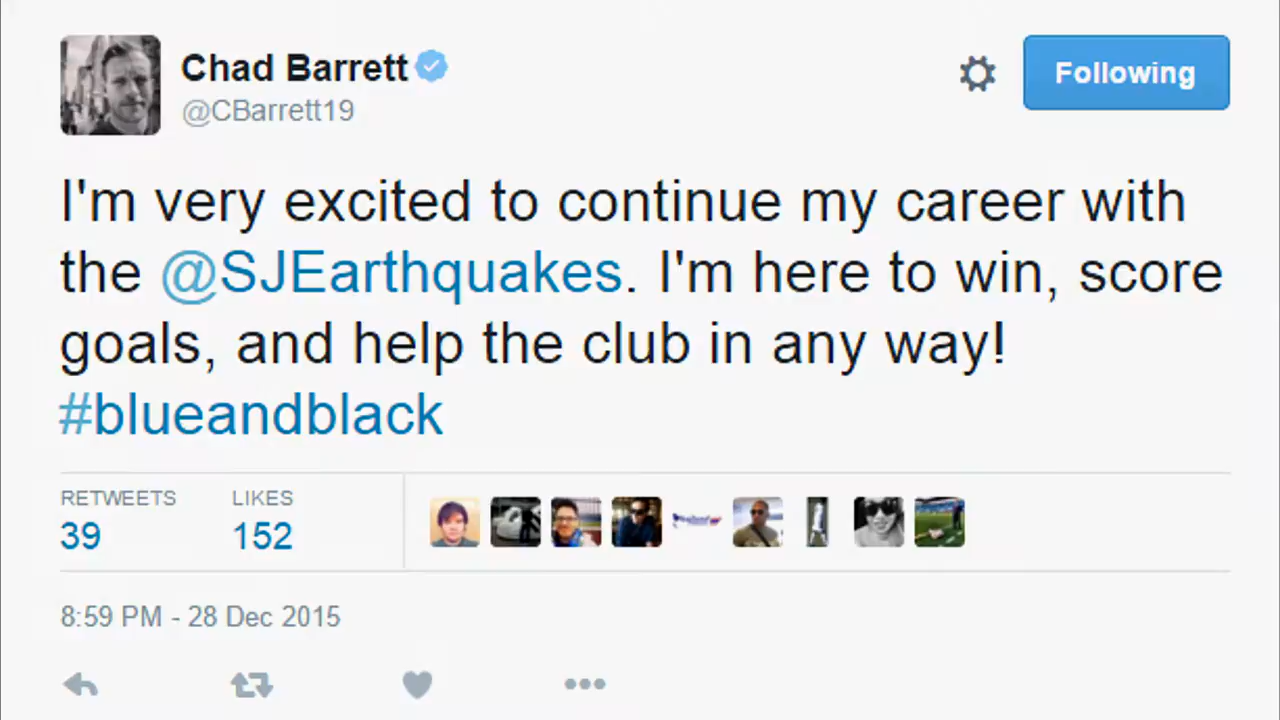 Chad Barrett
@CBarrett19
Following
I'm very excited to continue my career with
the @SJEarthquakes. I'm here to win, score
goals, and help the club in any way!
#blueandblack
RETWEETS LIKES
39 152
8:59 PM - 28 Dec 2015